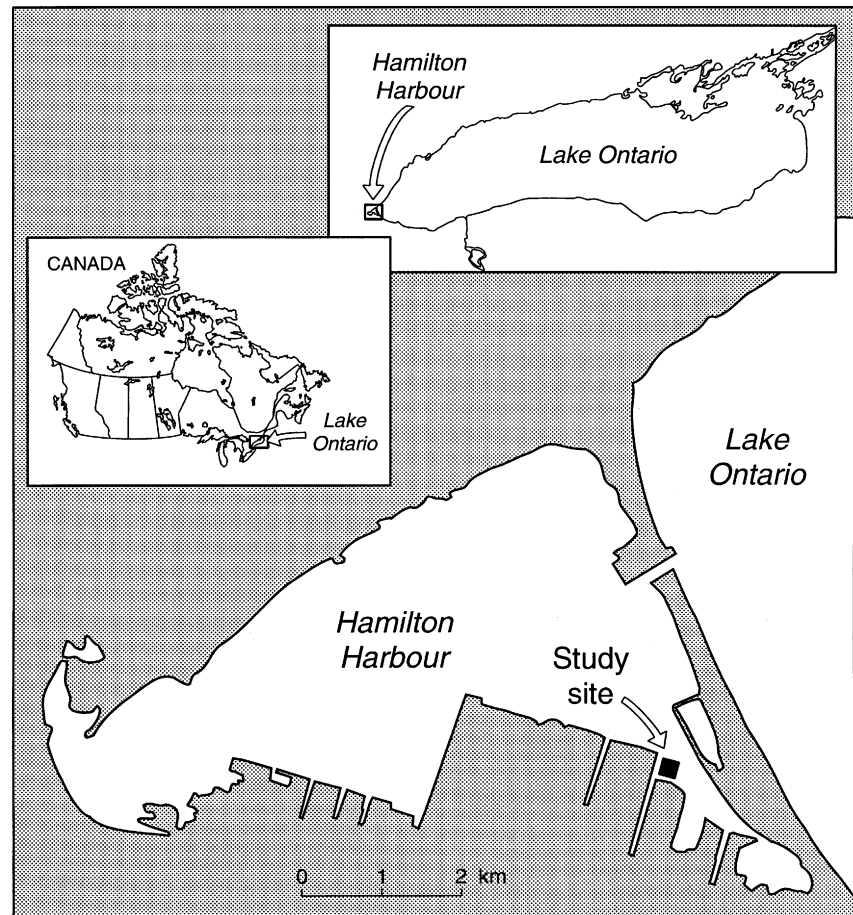 Hamilton
Harbour
Lake Ontario
CANADA
Lake
Ontario
Lake
Ontario
Hamilton
Harbour
Study
site
0 1 2 km